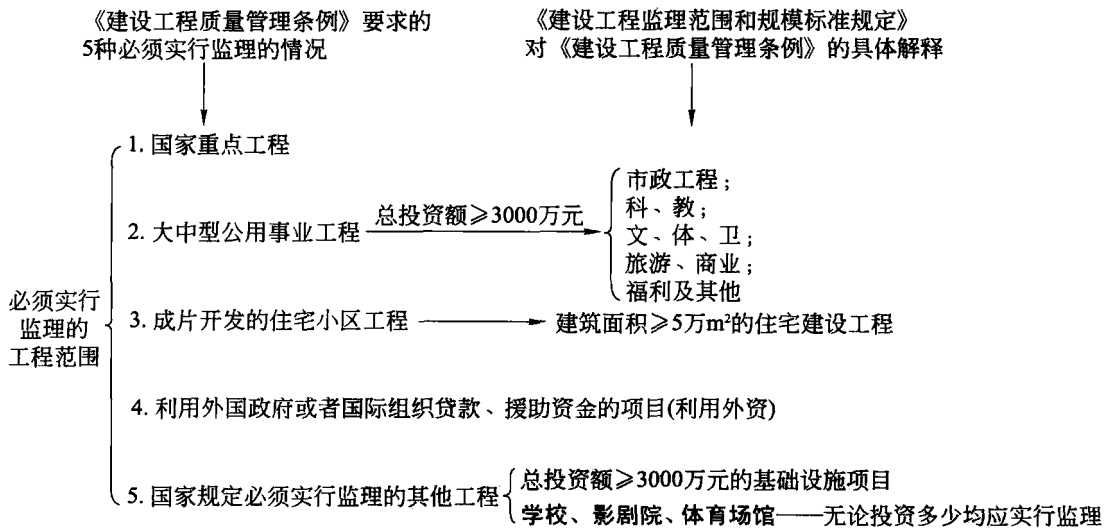 《建设工程质量管理条例》要求的
5种必须实行监理的情况
《建设工程监理范围和规模标准规定》
对《建设工程质量管理条例》的具体解释
必须实行
监理的
工程范围
1. 国家重点工程
2. 大中型公用事业工程
总投资额≥3000万元
市政工程；
科、教；
文、体、卫；
旅游、商业；
福利及其他
3. 成片开发的住宅小区工程
建筑面积≥5万m²的住宅建设工程
4. 利用外国政府或者国际组织贷款、援助资金的项目(利用外资)
5. 国家规定必须实行监理的其他工程
总投资额≥3000万元的基础设施项目
学校、影剧院、体育场馆——无论投资多少均应实行监理